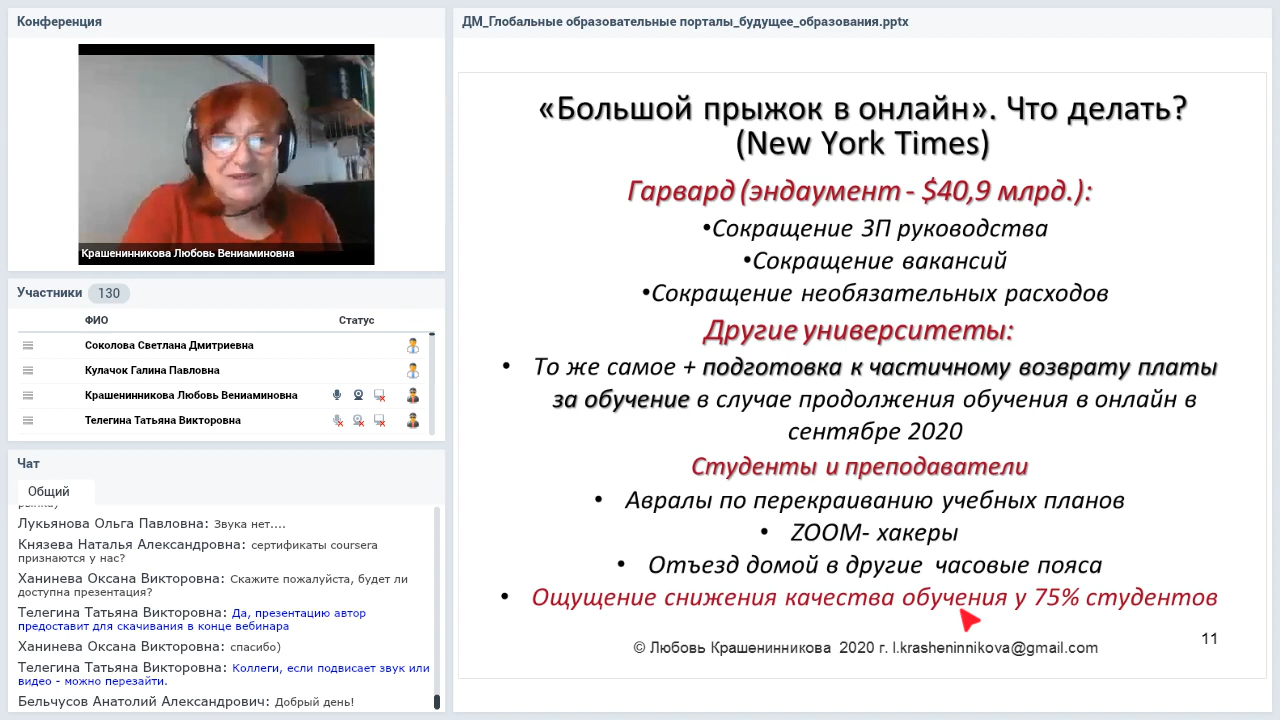 Конференция
Крашенинникова Любовь Вениаминовна
Участники 130
ФИО Статус
Соколова Светлана Дмитриевна
Кулачок Галина Павловна
Крашенинникова Любовь Вениаминовна
Телегина Татьяна Викторовна
Чат
Общий
Лукьянова Ольга Павловна: Звука нет....
Князева Наталья Александровна: сертификаты coursera
признаются у нас?
Ханинева Оксана Викторовна: Скажите пожалуйста, будет ли
доступна презентация?
Телегина Татьяна Викторовна: Да, презентацию автор
предоставит для скачивания в конце вебинара
Ханинева Оксана Викторовна: спасибо)
Телегина Татьяна Викторовна: Коллеги, если подвисает звук или
видео - можно перезайти.
Бельчусов Анатолий Александрович: Добрый день!
ДМ_Глобальные образовательные порталы_будущее_образования.pptx
«Большой прыжок в онлайн». Что делать?
(New York Times)
Гарвард (эндаумент - $40,9 млрд.):
•Сокращение ЗП руководства
•Сокращение вакансий
•Сокращение необязательных расходов
Другие университеты:
• То же самое + подготовка к частичному возврату платы
за обучение в случае продолжения обучения в онлайн в
сентябре 2020
Студенты и преподаватели
• Авралы по перекраиванию учебных планов
• ZOOM- хакеры
• Отъезд домой в другие часовые пояса
• Ощущение снижения качества обучения у 75% студентов
© Любовь Крашенинникова 2020 г. l.krasheninnikova@gmail.com
11